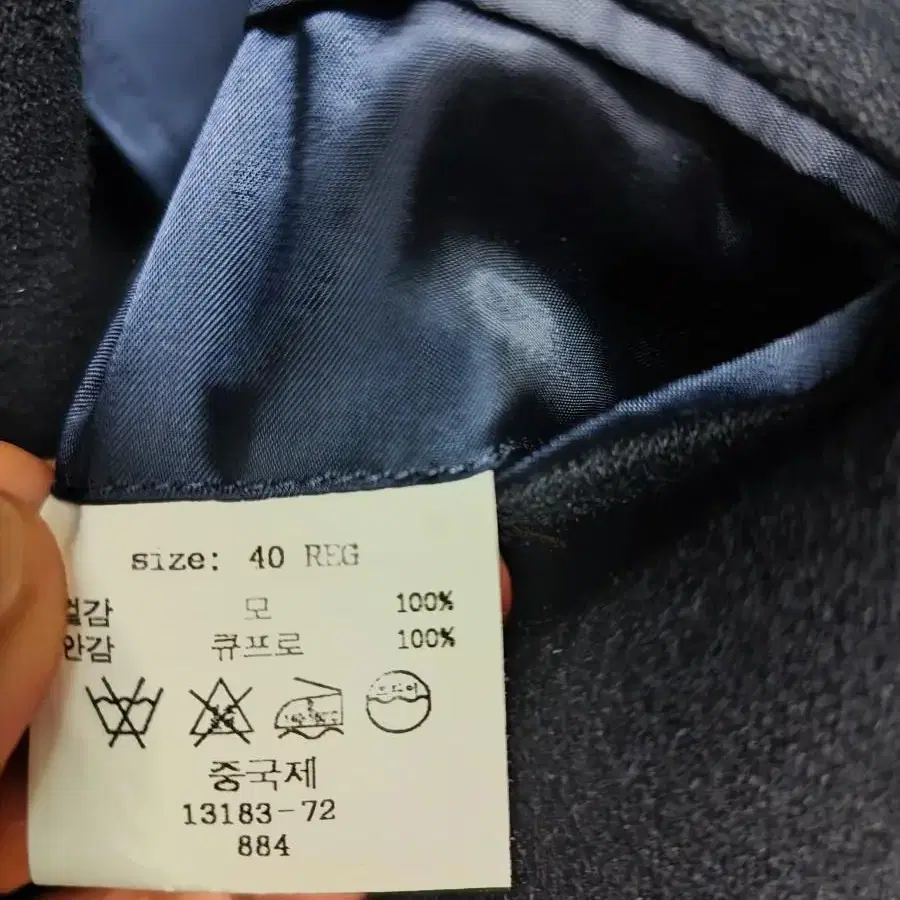 size: 40 REG
겉감 모 100%
안감 큐프로 100%
드라이
중국제
13183-72
884